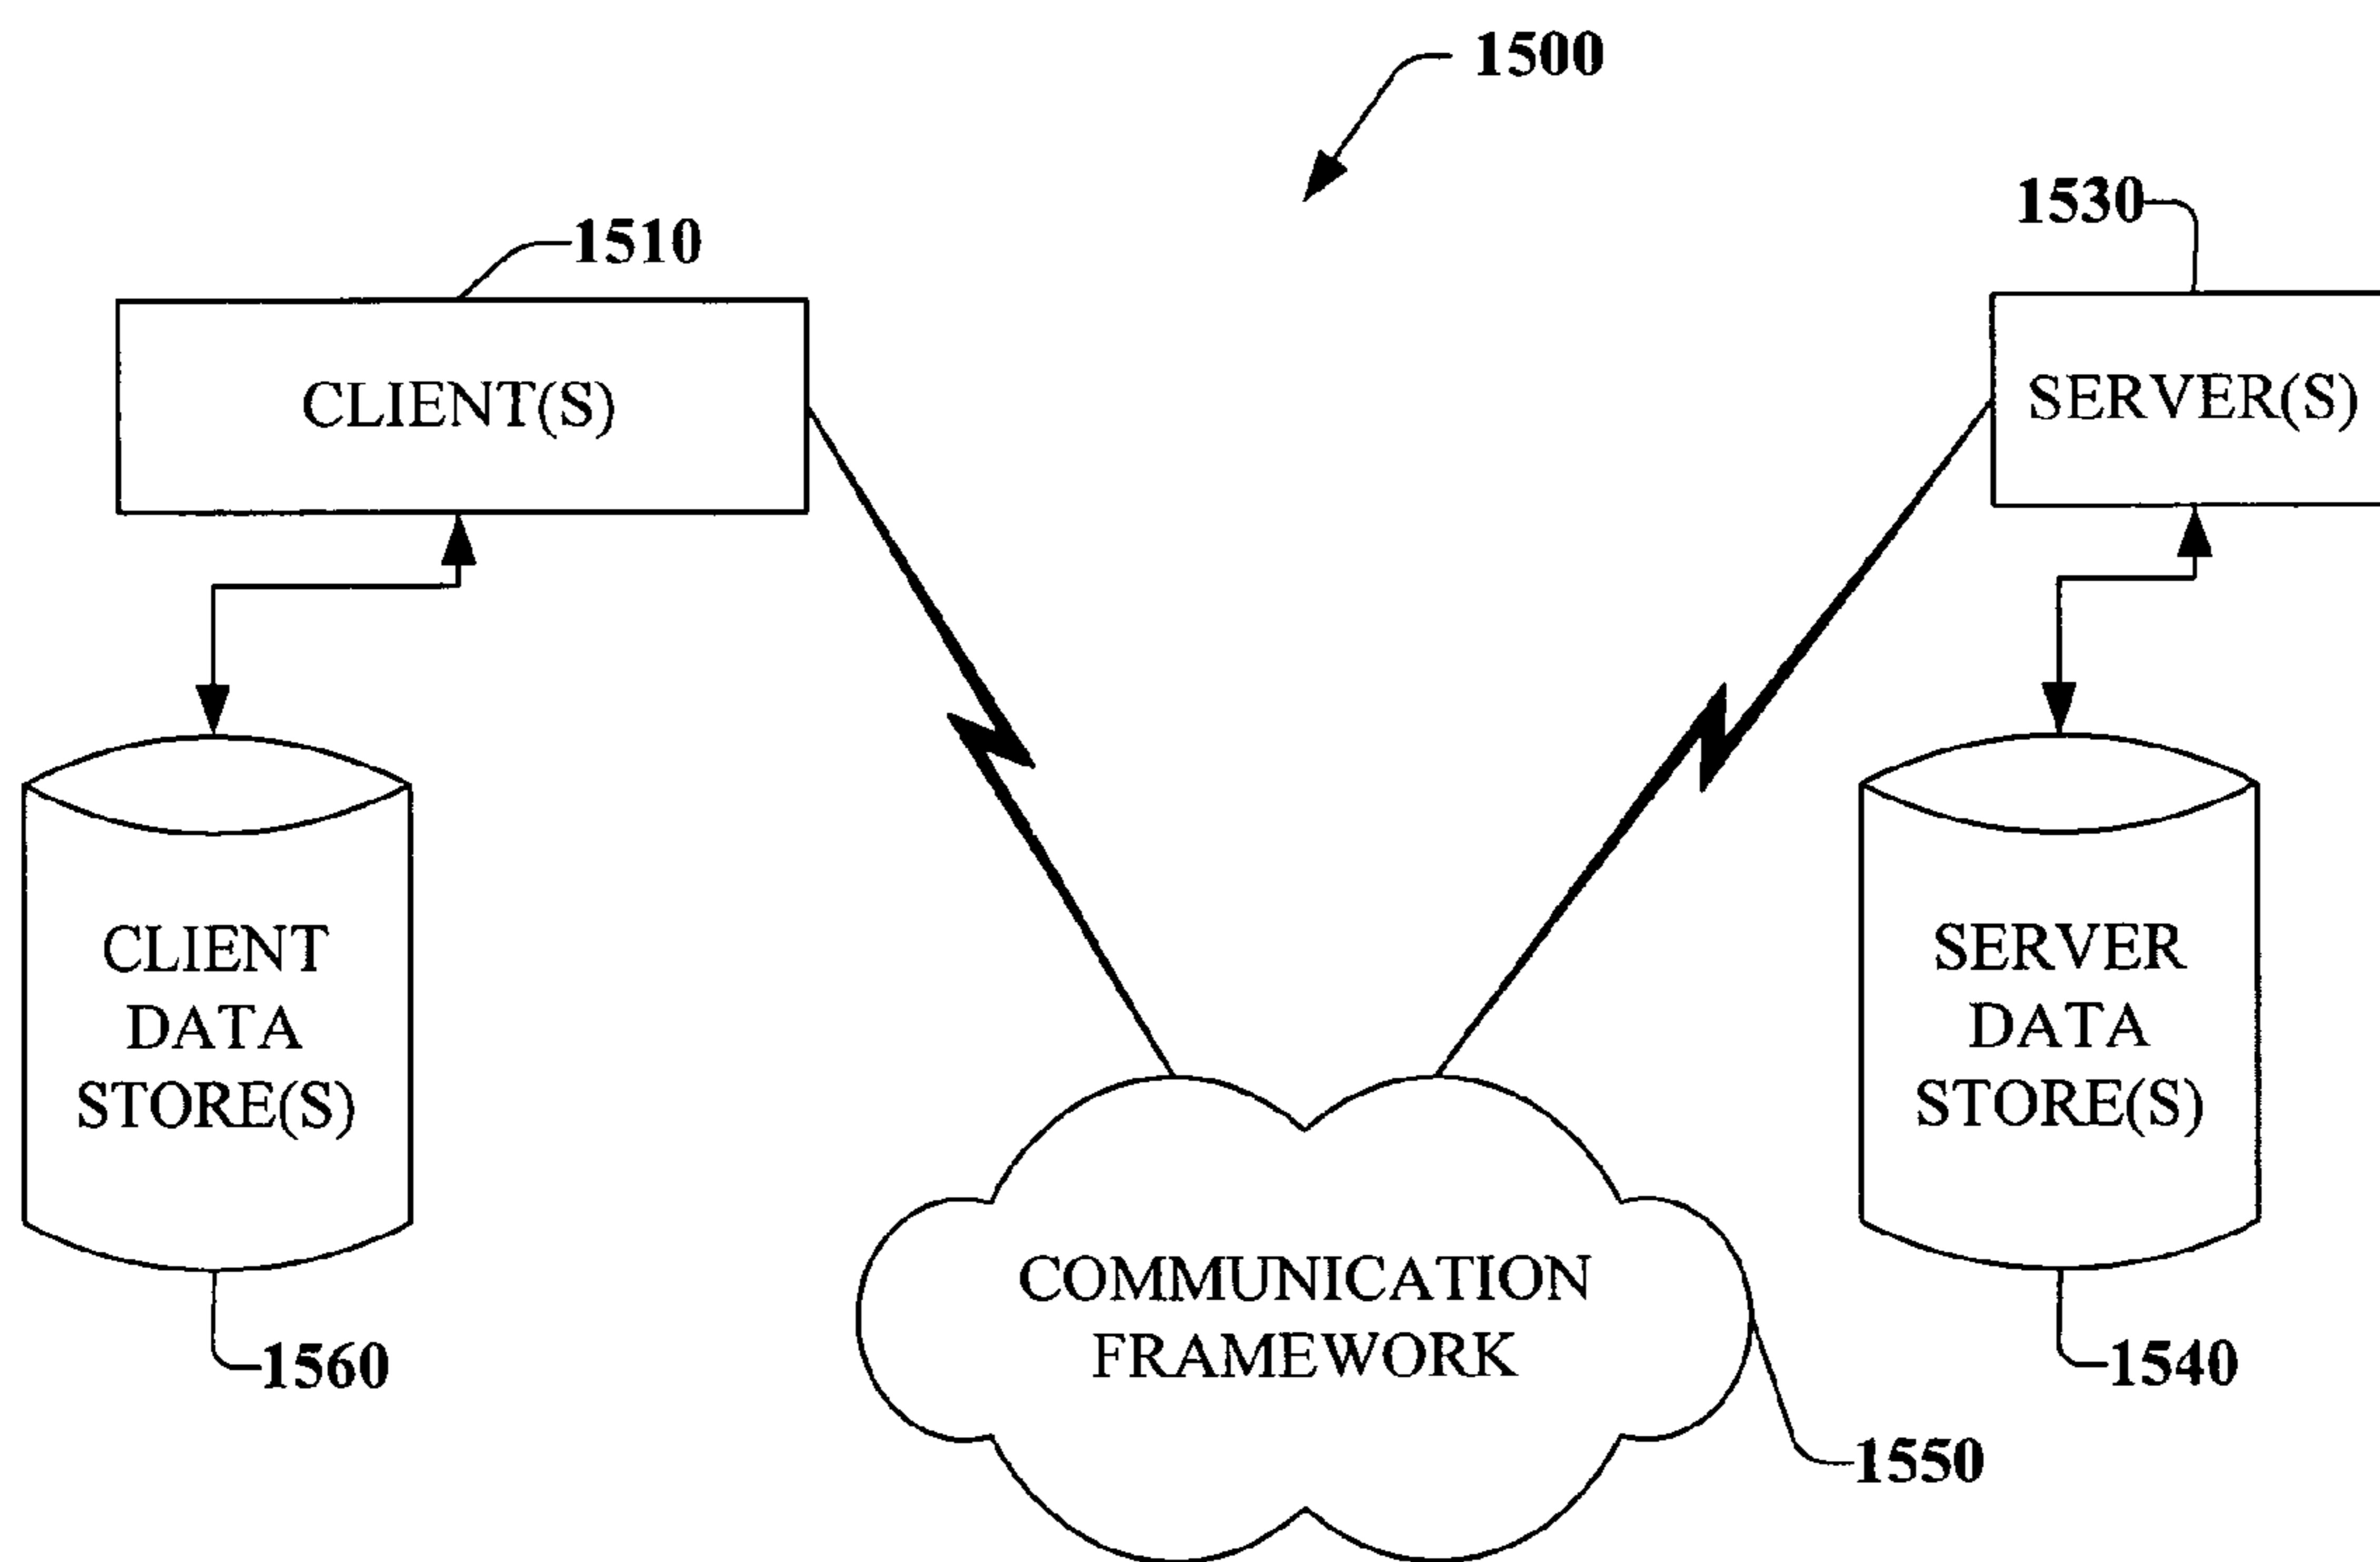 1500
1530
1510
CLIENT(S)
SERVER(S)
CLIENT
DATA
STORE(S)
SERVER
DATA
STORE(S)
COMMUNICATION
FRAMEWORK
1560
1540
1550